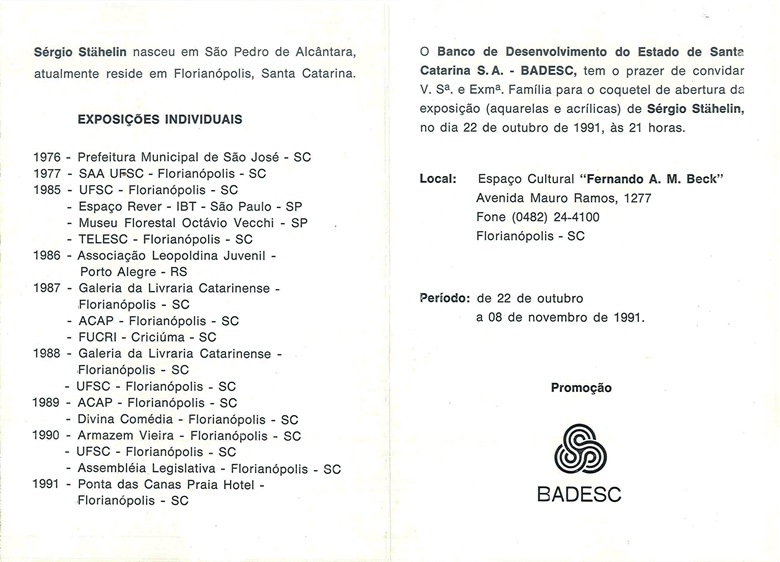 Sérgio Stähelin nasceu em São Pedro de Alcântara,
atualmente reside em Florianópolis, Santa Catarina.
EXPOSIÇÕES INDIVIDUAIS
1976 - Prefeitura Municipal de São José - SC
1977 - SAA UFSC - Florianópolis - SC
1985 - UFSC - Florianópolis - SC
- Espaço Rever - IBT - São Paulo - SP
- Museu Florestal Octávio Vecchi - SP
- TELESC - Florianópolis - SC
1986 - Associação Leopoldina Juvenil -
Porto Alegre - RS
1987 - Galeria da Livraria Catarinense -
Florianópolis - SC
- ACAP - Florianópolis - SC
- FUCRI - Criciúma - SC
1988 - Galeria da Livraria Catarinense -
Florianópolis - SC
- UFSC - Florianópolis - SC
1989 - ACAP - Florianópolis - SC
- Divina Comédia - Florianópolis - SC
1990 - Armazem Vieira - Florianópolis - SC
- UFSC - Florianópolis - SC
- Assembléia Legislativa - Florianópolis - SC
1991 - Ponta das Canas Praia Hotel -
Florianópolis - SC
O Banco de Desenvolvimento do Estado de Santa
Catarina S.A. - BADESC, tem o prazer de convidar
V. Sª. e Exmª. Família para o coquetel de abertura da
exposição (aquarelas e acrílicas) de Sérgio Stähelin,
no dia 22 de outubro de 1991, às 21 horas.
Local: Espaço Cultural "Fernando A. M. Beck"
Avenida Mauro Ramos, 1277
Fone (0482) 24-4100
Florianópolis - SC
Período: de 22 de outubro
a 08 de novembro de 1991.
Promoção
BADESC